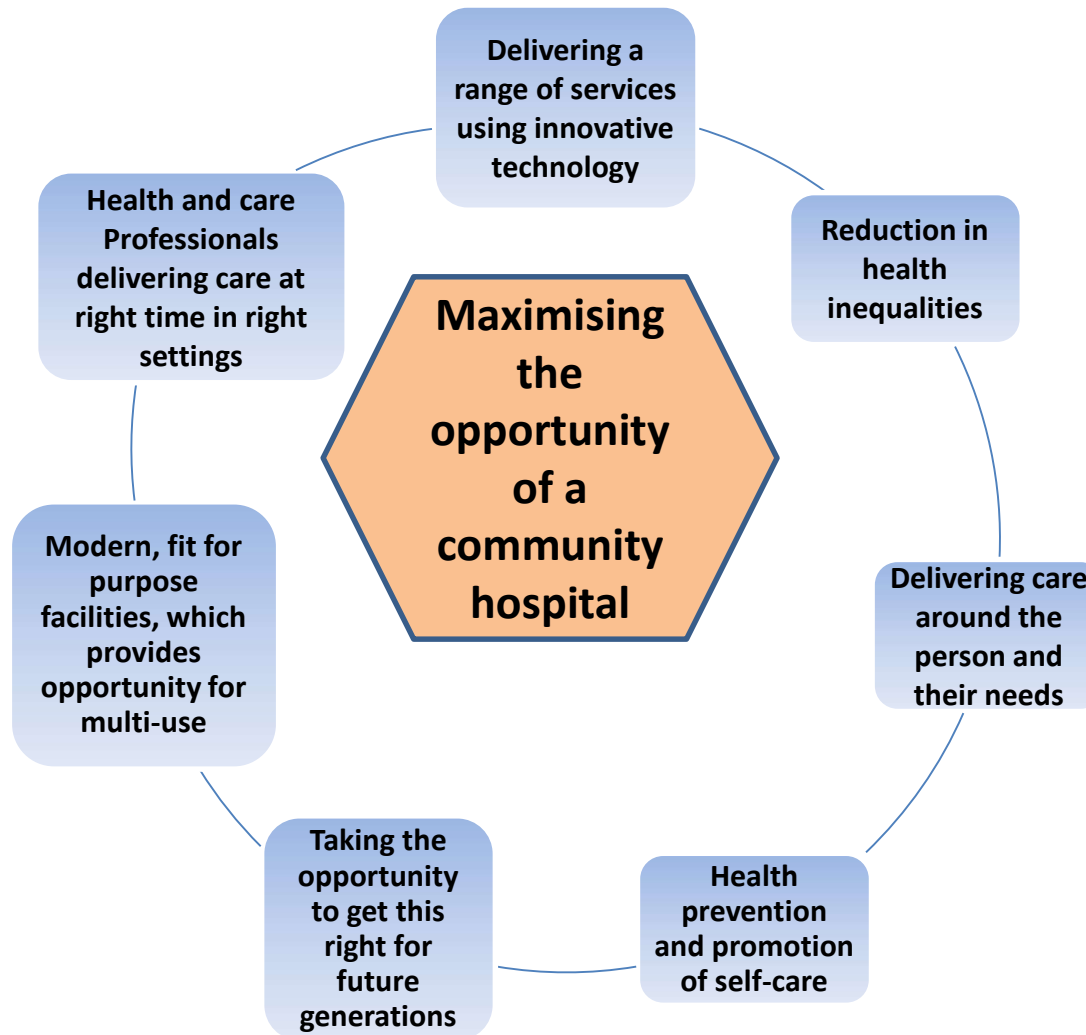 Delivering a
range of services
using innovative
technology
Reduction in
health
inequalities
Delivering care
around the
person and
their needs
Health
prevention
and promotion
of self-care
Taking the
opportunity
to get this
right for
future
generations
Modern, fit for
purpose
facilities, which
provides
opportunity for
multi-use
Health and care
Professionals
delivering care at
right time in right
settings
Maximising
the
opportunity
of a
community
hospital